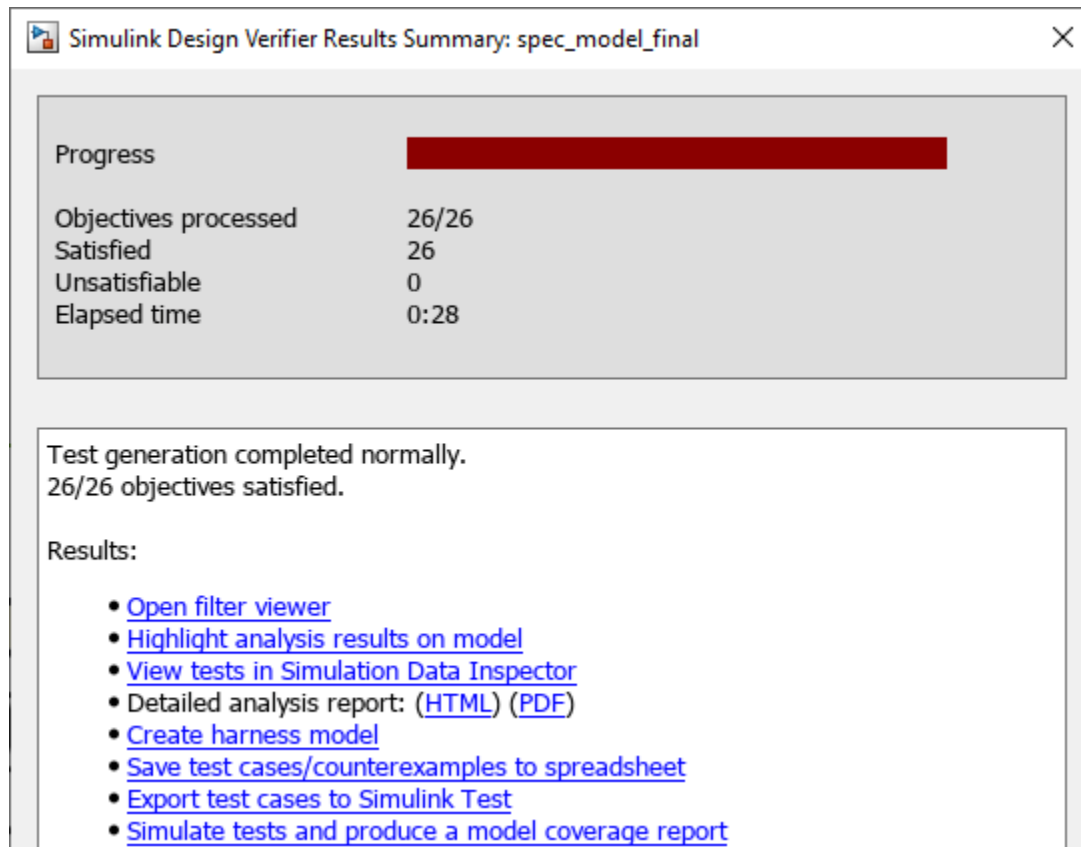 Simulink Design Verifier Results Summary: spec_model_final
Progress
Objectives processed 26/26
Satisfied 26
Unsatisfiable 0
Elapsed time 0:28
Test generation completed normally.
26/26 objectives satisfied.
Results:
• Open filter viewer
• Highlight analysis results on model
• View tests in Simulation Data Inspector
• Detailed analysis report: (HTML) (PDF)
• Create harness model
• Save test cases/counterexamples to spreadsheet
• Export test cases to Simulink Test
• Simulate tests and produce a model coverage report